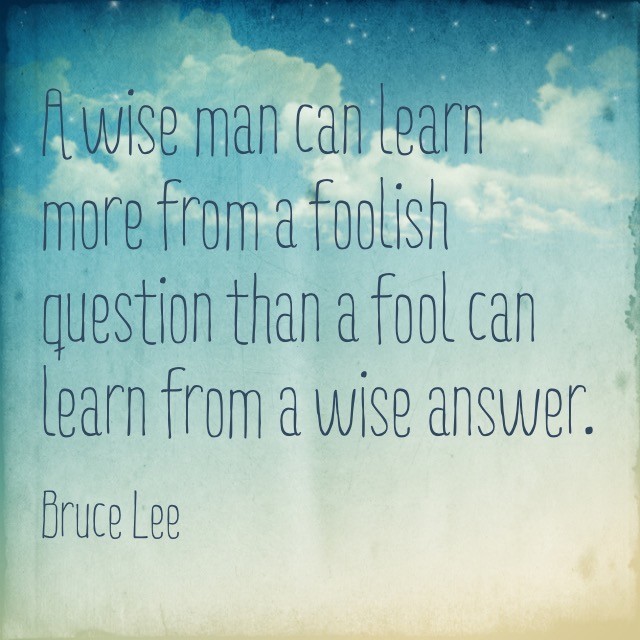 A wise man can learn
more from a foolish
question than a fool can
learn from a wise answer.
Bruce Lee